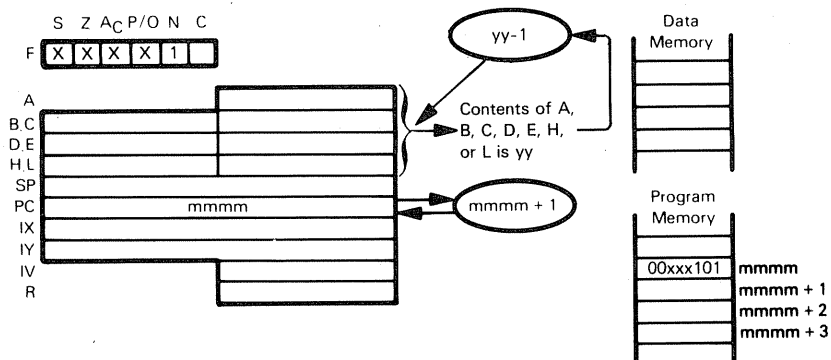 S Z AC P/O N C
F X X X X 1
A
B.C
D.E
H.L
SP
PC mmmm
IX
IY
IV
R
yy-1
Contents of A,
B, C, D, E, H,
or L is yy
mmmm + 1
Data
Memory
Program
Memory
00xxx101 mmmm
mmmm + 1
mmmm + 2
mmmm + 3